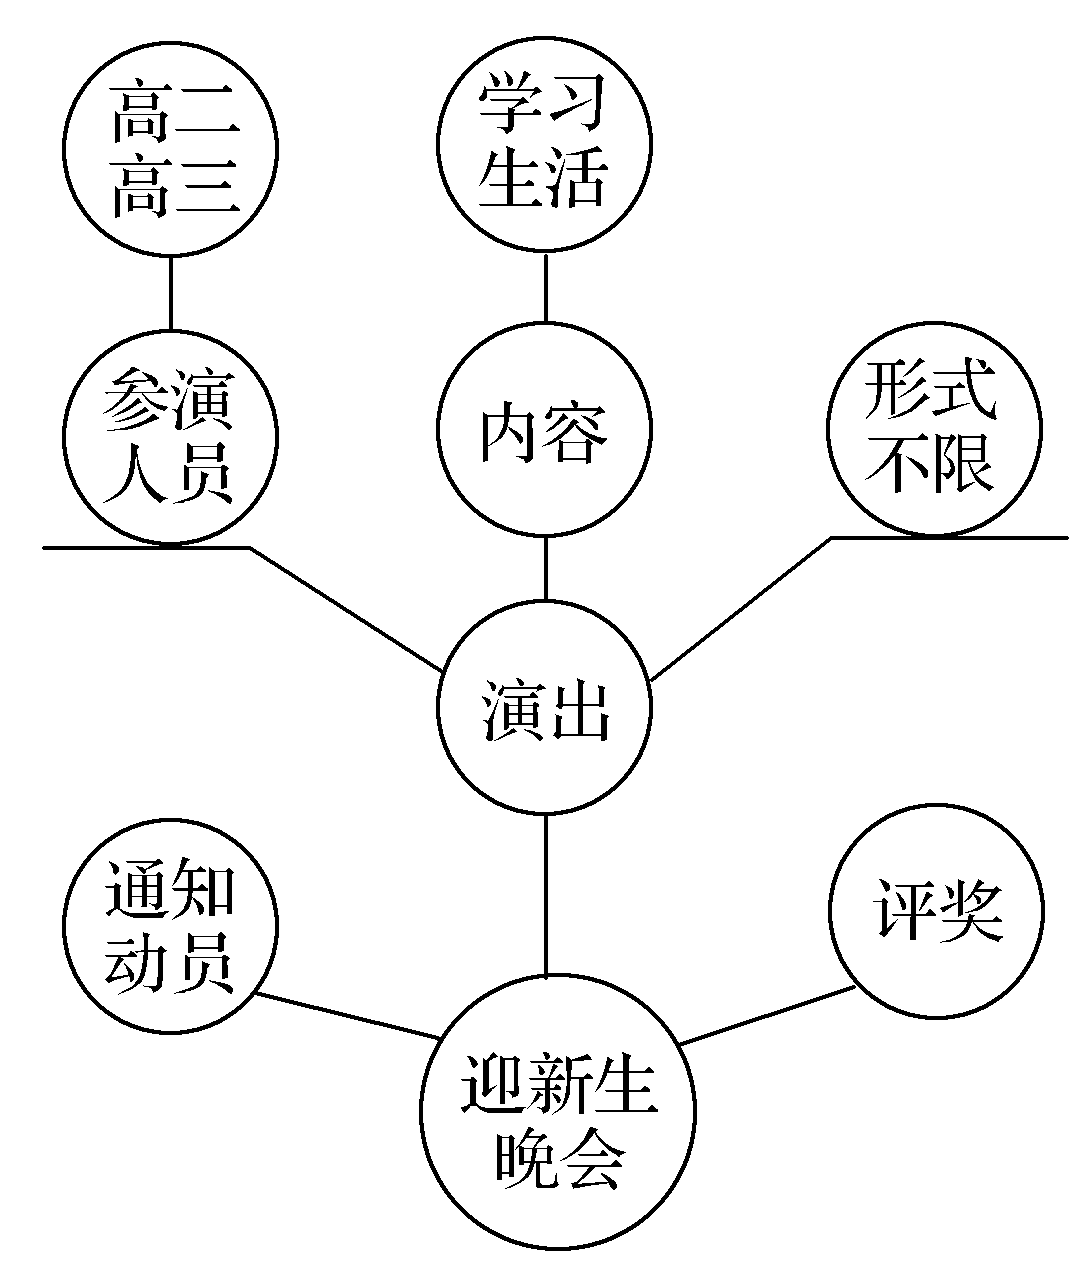 高二
高三
学习
生活
参演
人员
内容
形式
不限
演出
通知
动员
评奖
迎新生
晚会